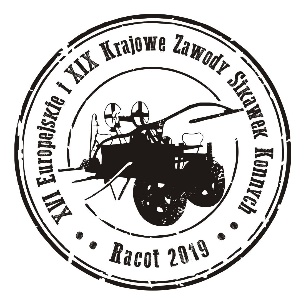 XVI Europejskie i XIX Krajowe Zawody Sikawek Konnych
Racot 2019